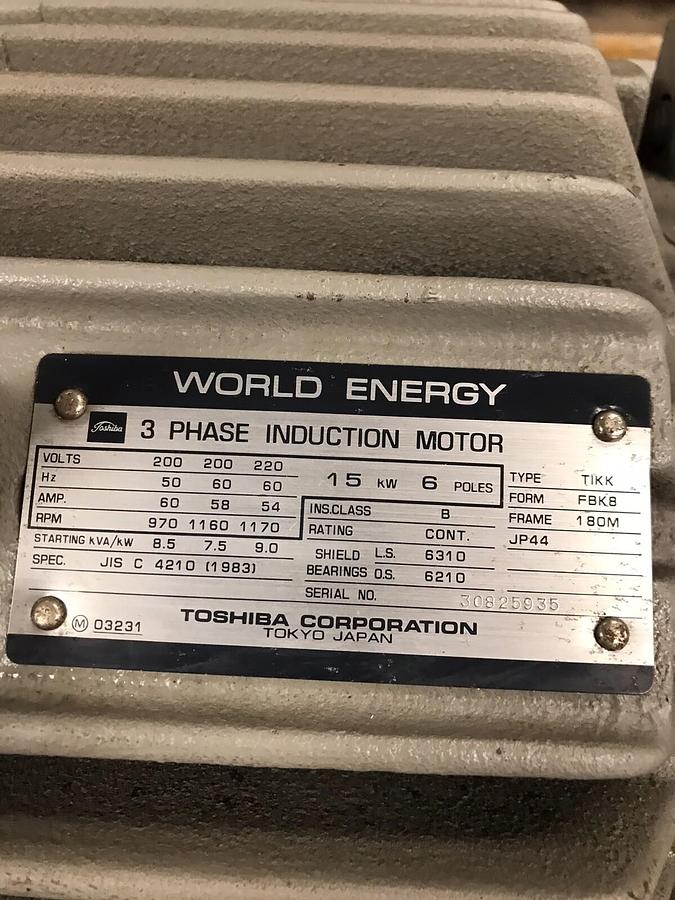 WORLD ENERGY
Toshiba 3 PHASE INDUCTION MOTOR
VOLTS 200 200 220
Hz 50 60 60
AMP. 60 58 54
RPM 970 1160 1170
15 kW 6 POLES
STARTING kVA/kW 8.5 7.5 9.0
SPEC. JIS C 4210 (1983)
INS.CLASS B
RATING CONT.
SHIELD L.S. 6310
BEARINGS O.S. 6210
SERIAL NO. 30825935
TYPE TIKK
FORM FBK8
FRAME 180M
JP44
M 03231
TOSHIBA CORPORATION
TOKYO JAPAN